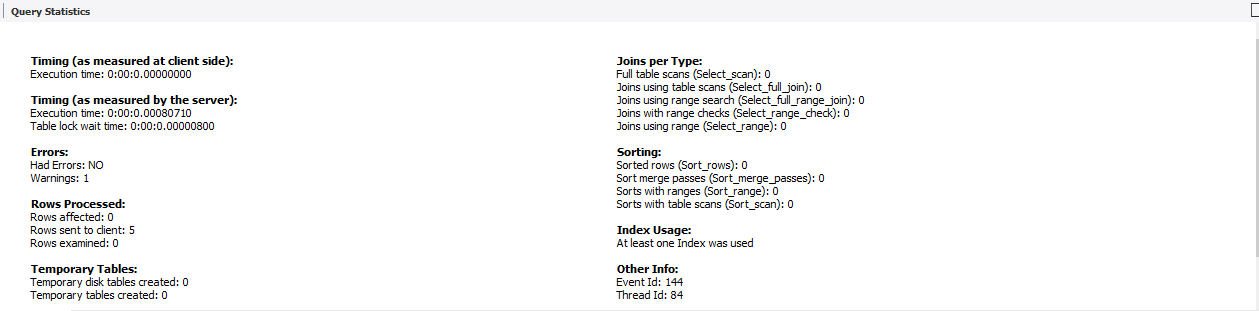 Query Statistics
Timing (as measured at client side):
Execution time: 0:00:0.00000000
Timing (as measured by the server):
Execution time: 0:00:0.00080710
Table lock wait time: 0:00:0.00000800
Errors:
Had Errors: NO
Warnings: 1
Rows Processed:
Rows affected: 0
Rows sent to client: 5
Rows examined: 0
Temporary Tables:
Temporary disk tables created: 0
Temporary tables created: 0
Joins per Type:
Full table scans (Select_scan): 0
Joins using table scans (Select_full_join): 0
Joins using range search (Select_full_range_join): 0
Joins with range checks (Select_range_check): 0
Joins using range (Select_range): 0
Sorting:
Sorted rows (Sort_rows): 0
Sort merge passes (Sort_merge_passes): 0
Sorts with ranges (Sort_range): 0
Sorts with table scans (Sort_scan): 0
Index Usage:
At least one Index was used
Other Info:
Event Id: 144
Thread Id: 84